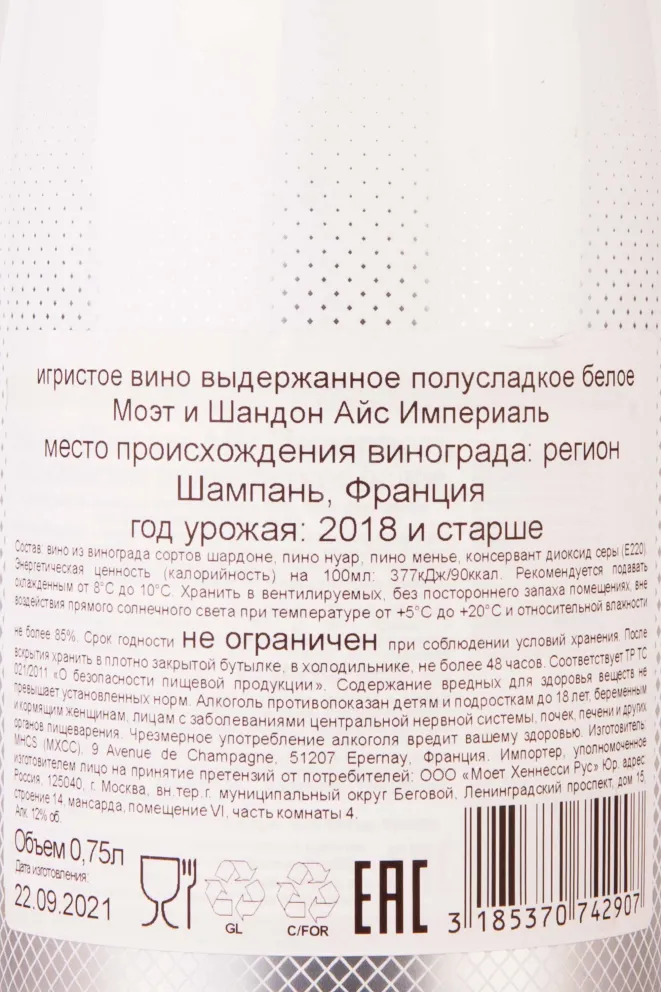 игристое вино выдержанное полусладкое белое
Моэт и Шандон Айс Империаль
место происхождения винограда: регион
Шампань, Франция
год урожая: 2018 и старше
Состав: вино из винограда сортов шардоне, пино нуар, пино менье, консервант диоксид серы (Е220).
Энергетическая ценность (калорийность) на 100мл: 377кДж/90ккал. Рекомендуется подавать
охлажденным от 8°С до 10°С. Хранить в вентилируемых, без постороннего запаха помещениях, вне
воздействия прямого солнечного света при температуре от +5°С до +20°С и относительной влажности
не более 85%. Срок годности не ограничен при соблюдении условий хранения. После
вскрытия хранить в плотно закрытой бутылке, в холодильнике, не более 48 часов. Соответствует ТР ТС
021/2011 «О безопасности пищевой продукции». Содержание вредных для здоровья веществ не
превышает установленных норм. Алкоголь противопоказан детям и подросткам до 18 лет, беременным
и кормящим женщинам, лицам с заболеваниями центральной нервной системы, почек, печени и других
органов пищеварения. Чрезмерное употребление алкоголя вредит вашему здоровью. Изготовитель:
MHCS (МХСС). 9 Avenue de Champagne, 51207 Epernay, Франция. Импортер, уполномоченное
изготовителем лицо на принятие претензий от потребителей: ООО «Моет Хеннесси Рус» Юр. адрес:
Россия, 125040, г. Москва, вн.тер.г. муниципальный округ Беговой, Ленинградский проспект, дом 15,
строение 14, мансарда, помещение VI, часть комнаты 4.
Алк. 12% об.
Объем 0,75л
Дата изготовления:
22.09.2021
GL
C/FOR
EAC
3 185370 742907